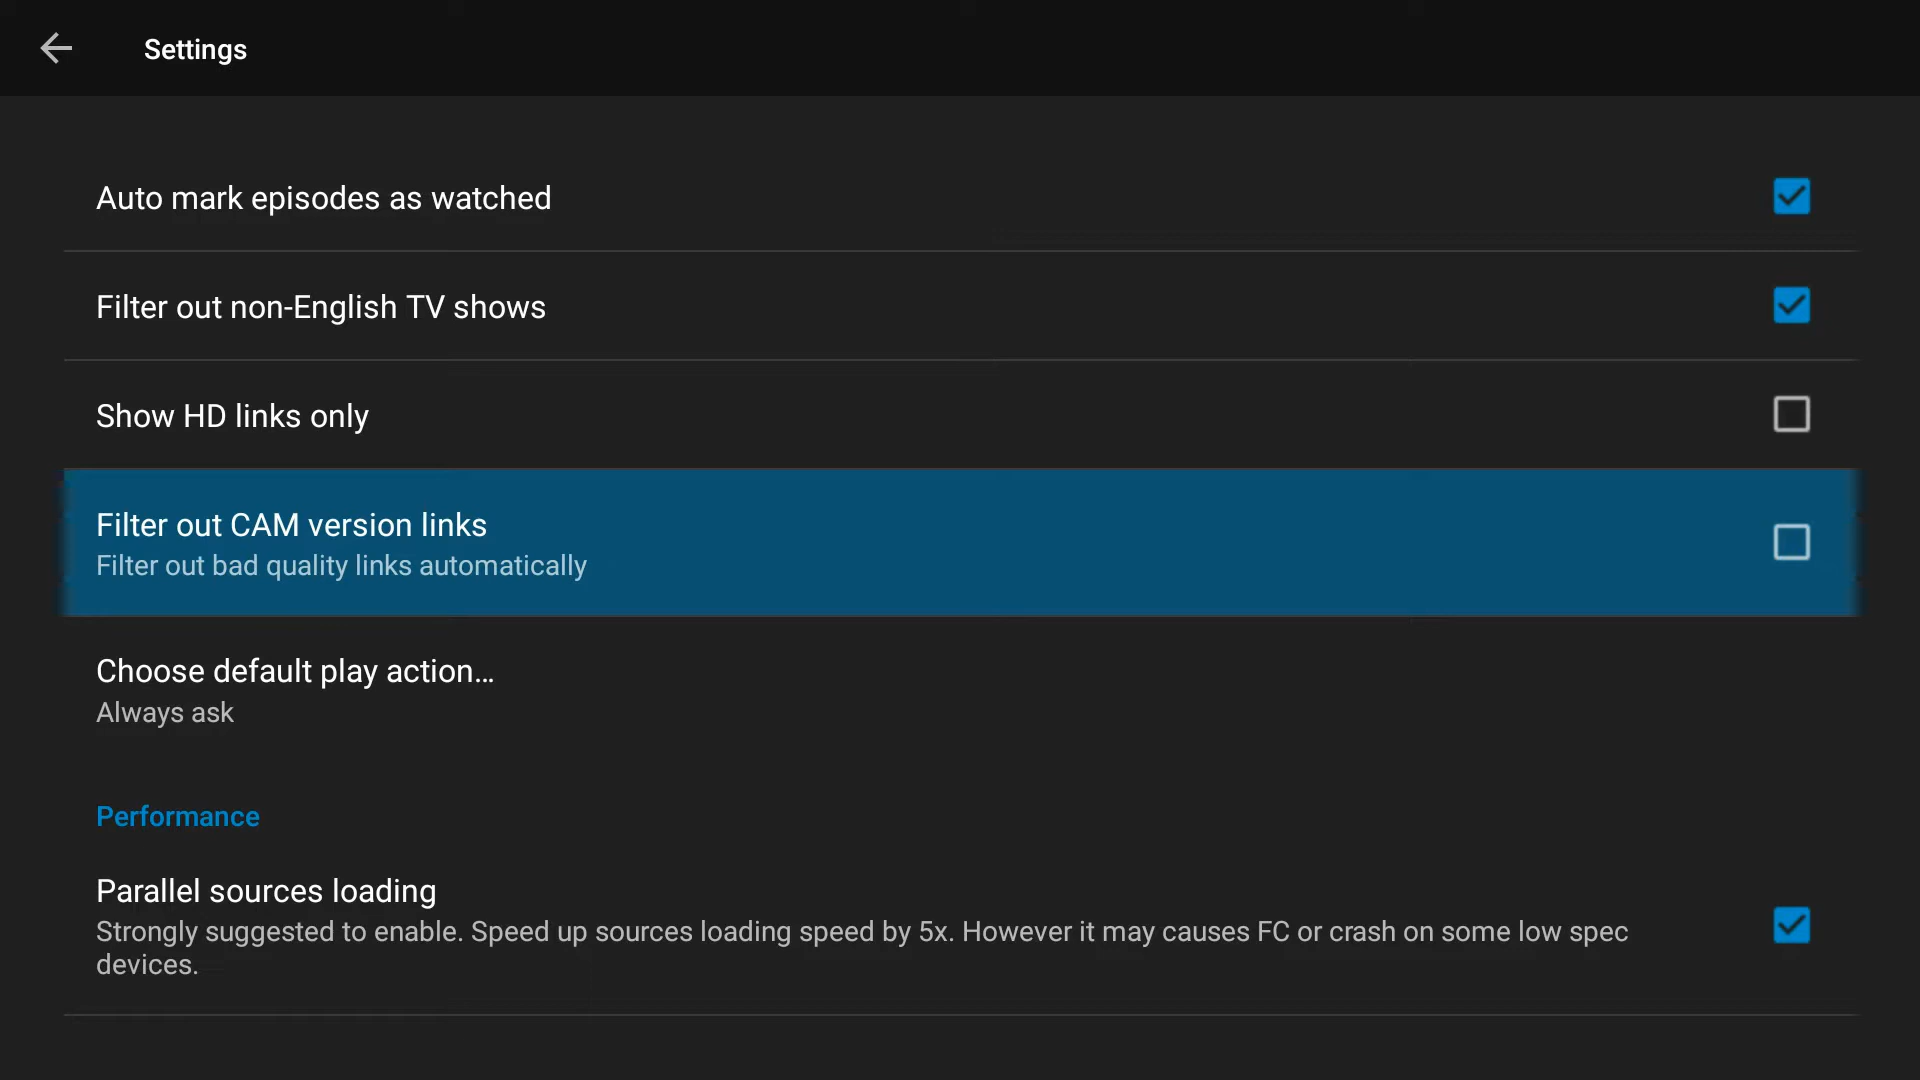 Settings
Auto mark episodes as watched
Filter out non-English TV shows
Show HD links only
Filter out CAM version links
Filter out bad quality links automatically
Choose default play action…
Always ask
Performance
Parallel sources loading
Strongly suggested to enable. Speed up sources loading speed by 5x. However it may causes FC or crash on some low spec
devices.